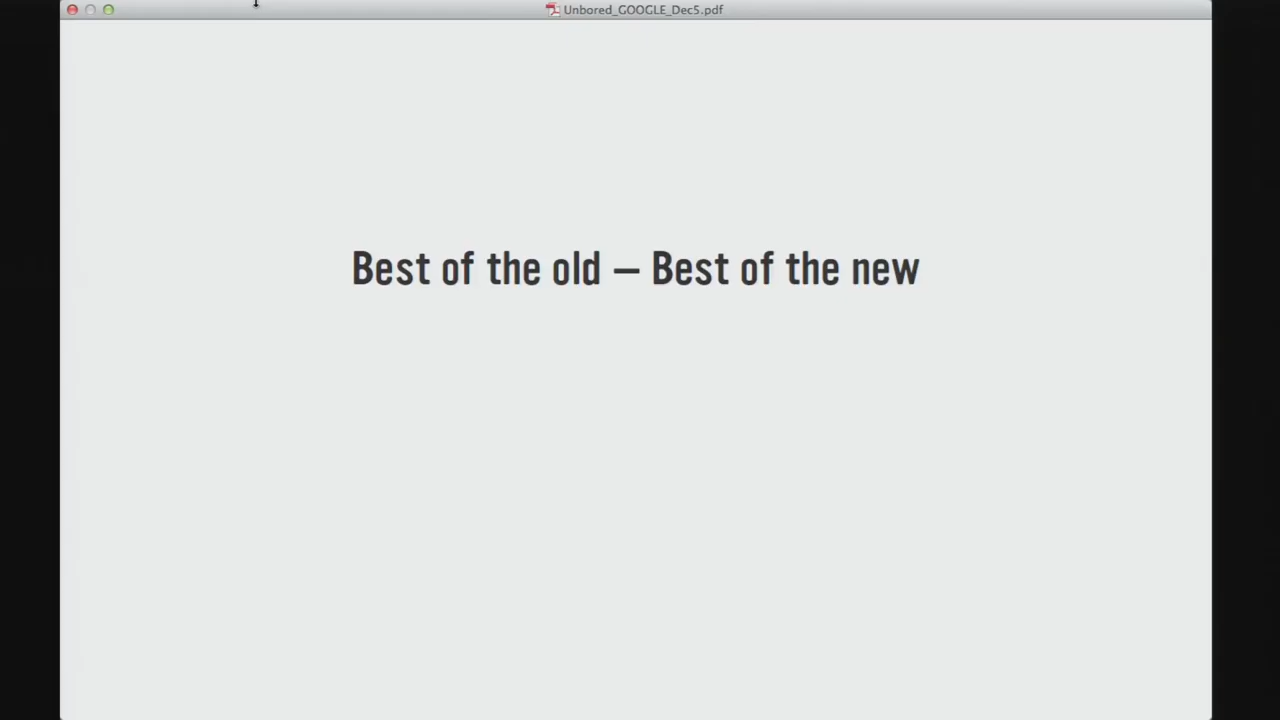 Unbored_GOOGLE_Dec5.pdf
Best of the old – Best of the new